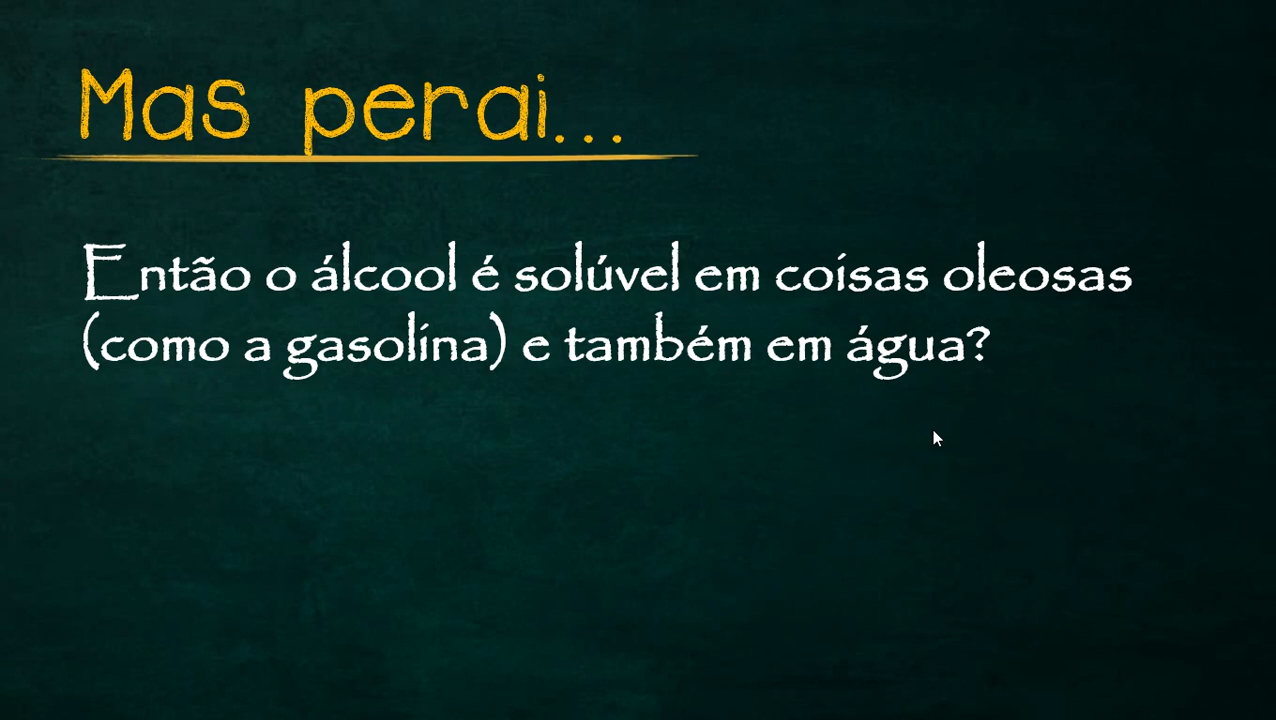 Mas perai...
Então o álcool é solúvel em coisas oleosas
(como a gasolina) e também em água?